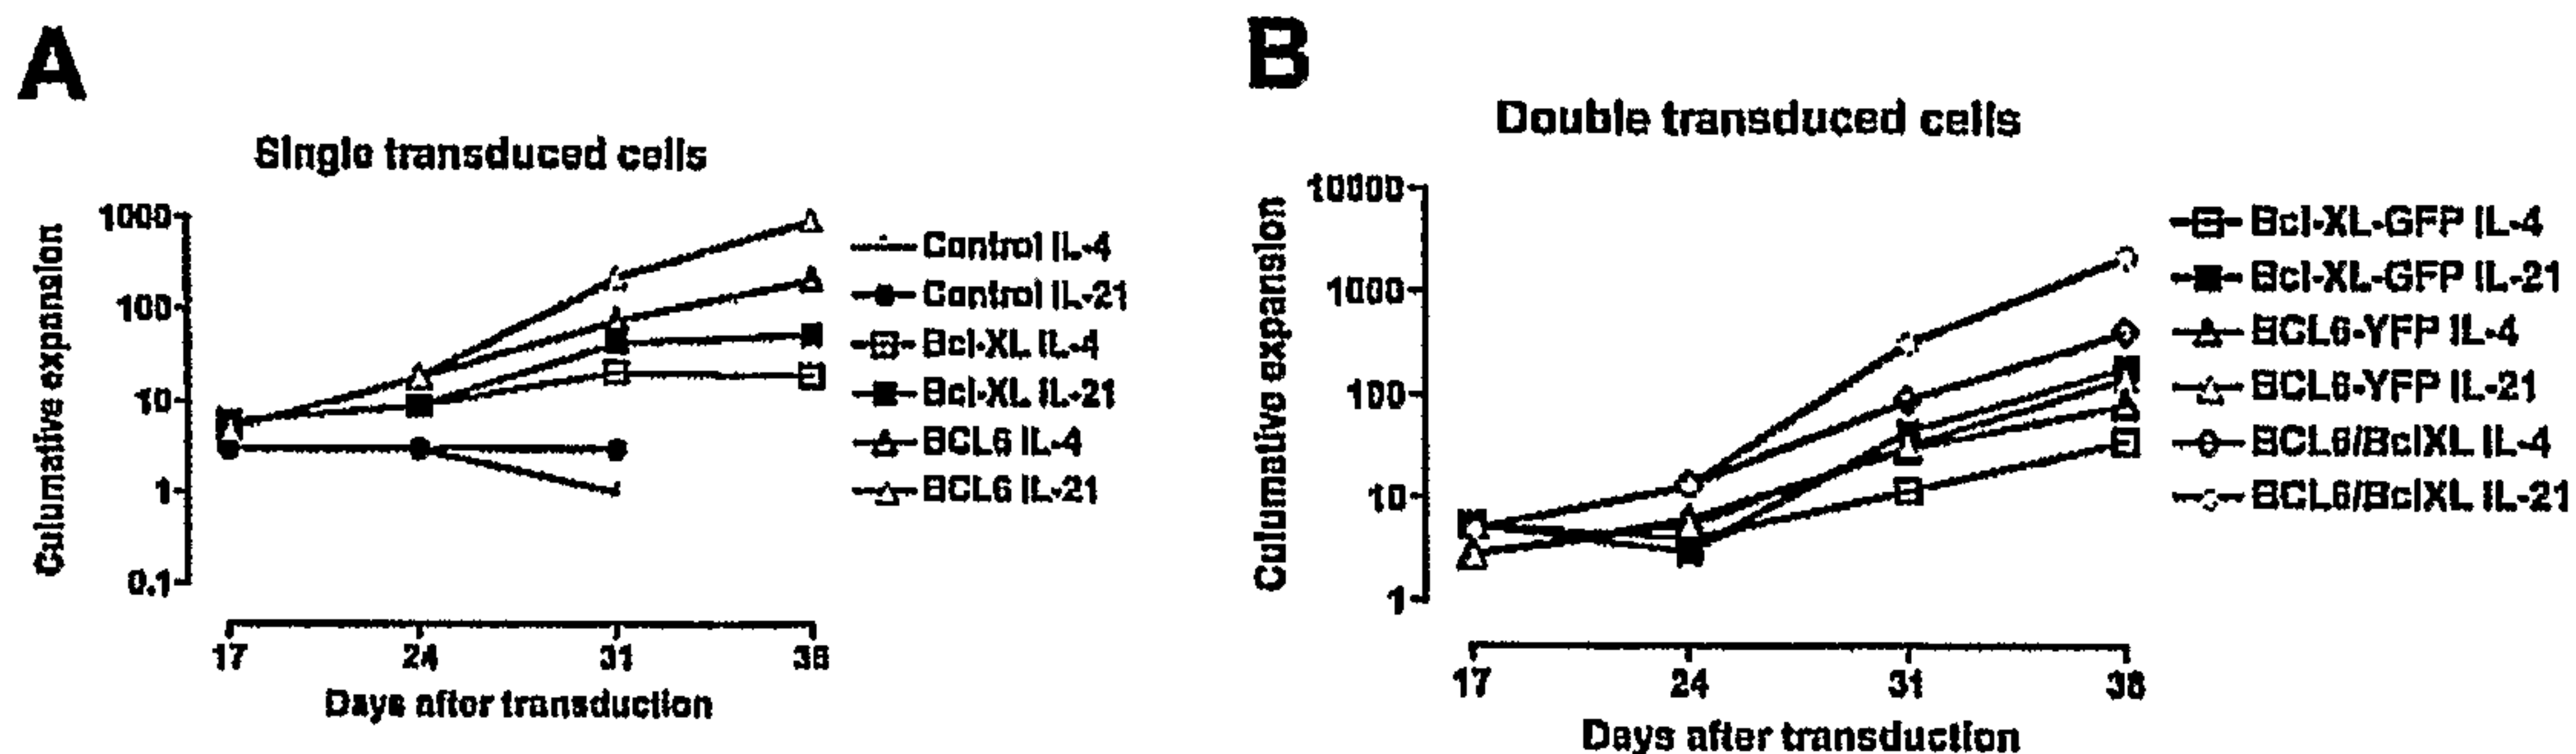 A
Single transduced cells
Culumative expansion
1000
100
10
1
0.1
17 24 31 38
Days after transduction
Control IL-4
Control IL-21
Bcl-XL IL-4
Bcl-XL IL-21
BCL6 IL-4
BCL6 IL-21
B
Double transduced cells
Culumative expansion
10000
1000
100
10
1
17 24 31 38
Days after transduction
Bcl-XL-GFP IL-4
Bcl-XL-GFP IL-21
BCL6-YFP IL-4
BCL6-YFP IL-21
BCL6/BclXL IL-4
BCL6/BclXL IL-21